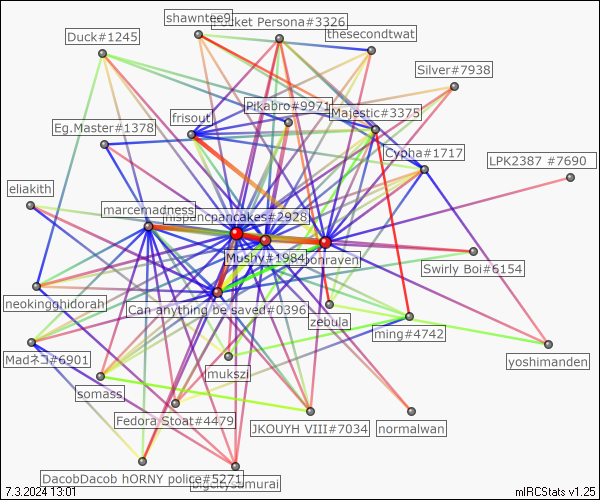 shawntee9
Pocket Persona#3326
thesecondtwat
Duck#1245
Silver#7938
Pikabro#9971
Majestic#3375
frisout
Eg.Master#1378
Cypha#1717
LPK2387 #7690
eliakith
marcemadness
mspancpancakes#2928
Mushy#1984
onraven
Swirly Boi#6154
neokingghidorah
Can anything be saved#0396
zebula
ming#4742
Madネコ#6901
mukszi
yoshimanden
somass
Fedora Stoat#4479
JKOUYH VIII#7034
normalwan
DacobDacob hORNY police#5271
bigcitysamurai
7.3.2024 13:01
mIRCStats v1.25